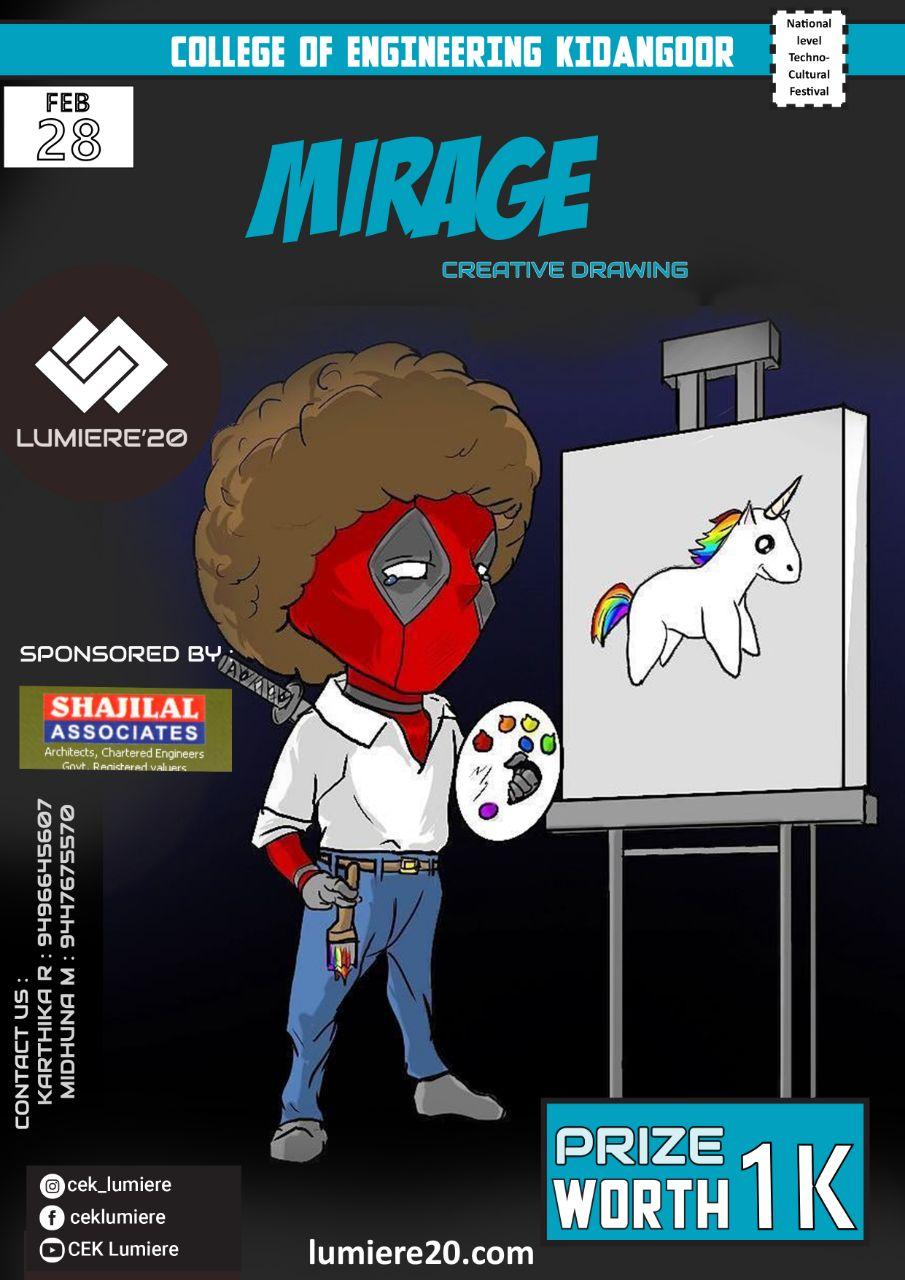 COLLEGE OF ENGINEERING KIDANGOOR
National
level
Techno-
Cultural
Festival
FEB
28
MIRAGE
CREATIVE DRAWING
LUMIERE'20
SPONSORED BY :
SHAJILAL
ASSOCIATES
Architects, Chartered Engineers
Govt. Registered valuers
CONTACT US :
KARTHIKA R : 9496645607
MIDHUNA M : 9447675570
PRIZE
WORTH 1K
cek_lumiere
ceklumiere
CEK Lumiere
lumiere20.com